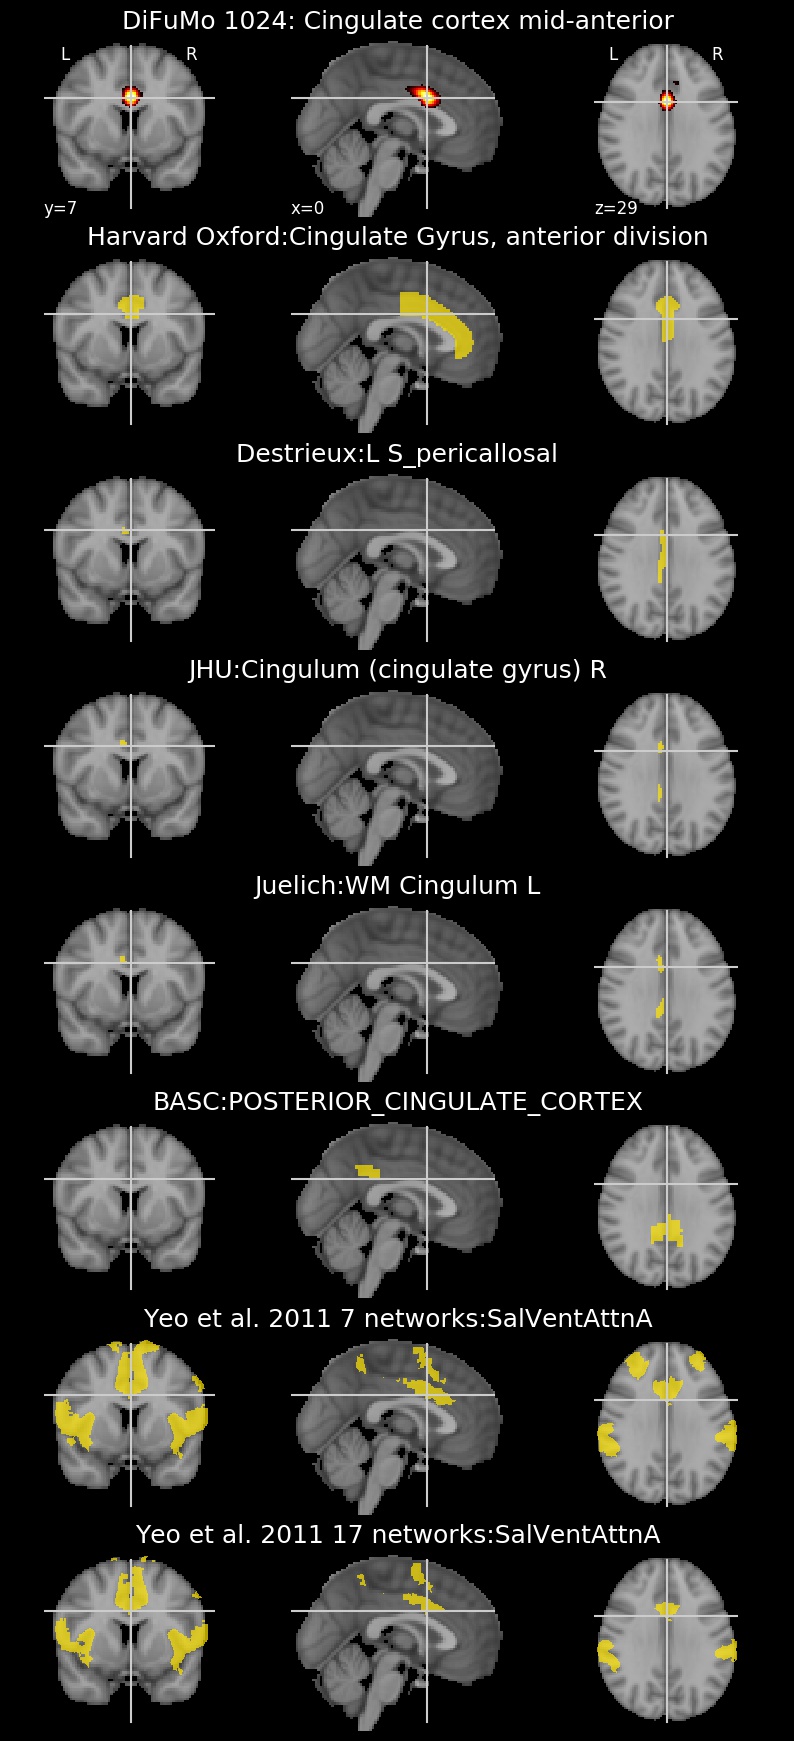 DiFuMo 1024: Cingulate cortex mid-anterior
L R L R
y=7 x=0 z=29
Harvard Oxford:Cingulate Gyrus, anterior division
Destrieux:L S_pericallosal
JHU:Cingulum (cingulate gyrus) R
Juelich:WM Cingulum L
BASC:POSTERIOR_CINGULATE_CORTEX
Yeo et al. 2011 7 networks:SalVentAttnA
Yeo et al. 2011 17 networks:SalVentAttnA